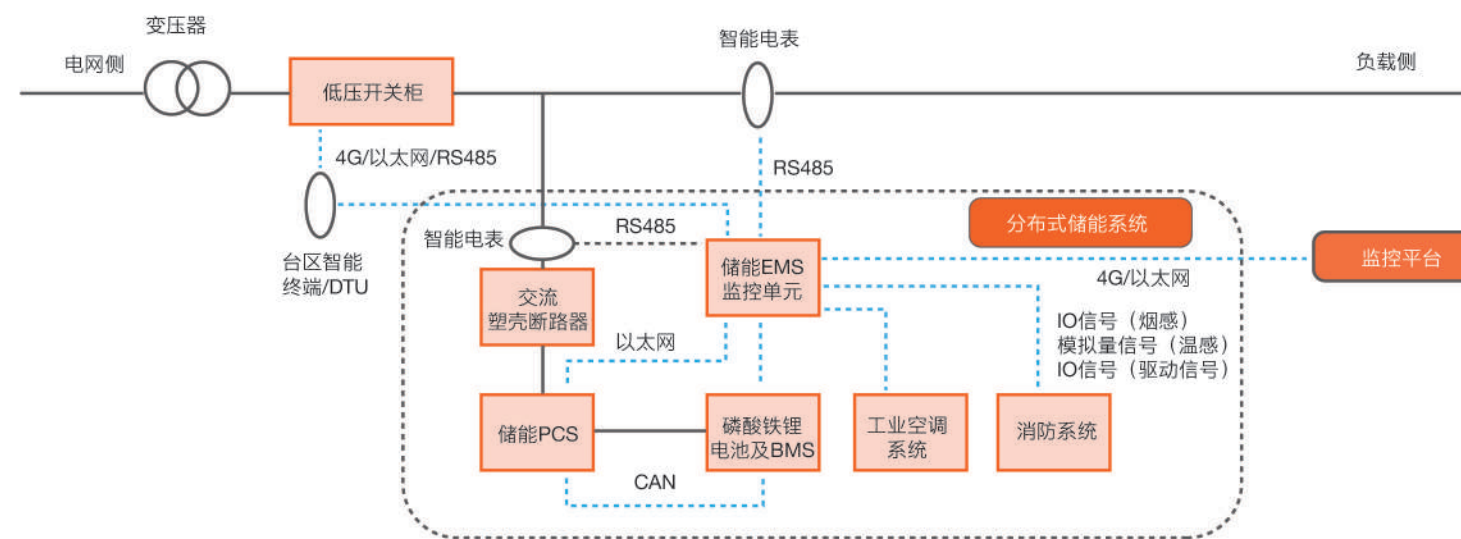 变压器
电网侧
低压开关柜
智能电表
负载侧
4G/以太网/RS485
RS485
台区智能
终端/DTU
智能电表
RS485
分布式储能系统
储能EMS
监控单元
监控平台
4G/以太网
交流
塑壳断路器
以太网
IO信号（烟感）
模拟量信号（温感）
IO信号（驱动信号）
储能PCS
磷酸铁锂
电池及BMS
工业空调
系统
消防系统
CAN